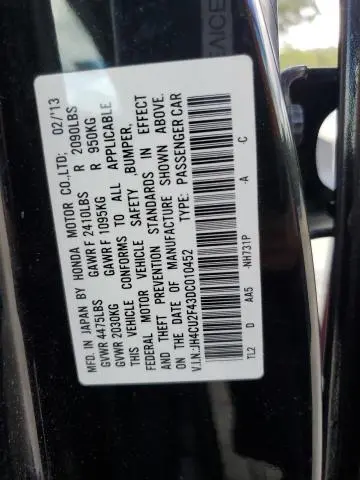 MFD. IN JAPAN BY HONDA MOTOR CO.,LTD. 02/'13
GVWR 4475LBS GAWR F 2410LBS R 2090LBS
GVWR 2030KG GAWR F 1095KG R 950KG
THIS VEHICLE CONFORMS TO ALL APPLICABLE
FEDERAL MOTOR VEHICLE SAFETY ,BUMPER,
AND THEFT PREVENTION STANDARDS IN EFFECT
ON THE DATE OF MANUFACTURE SHOWN ABOVE.
V.I.N.:JH4CU2F43DC010452 TYPE: PASSENGER CAR
TL2 D AA5 -NH731P -A -C